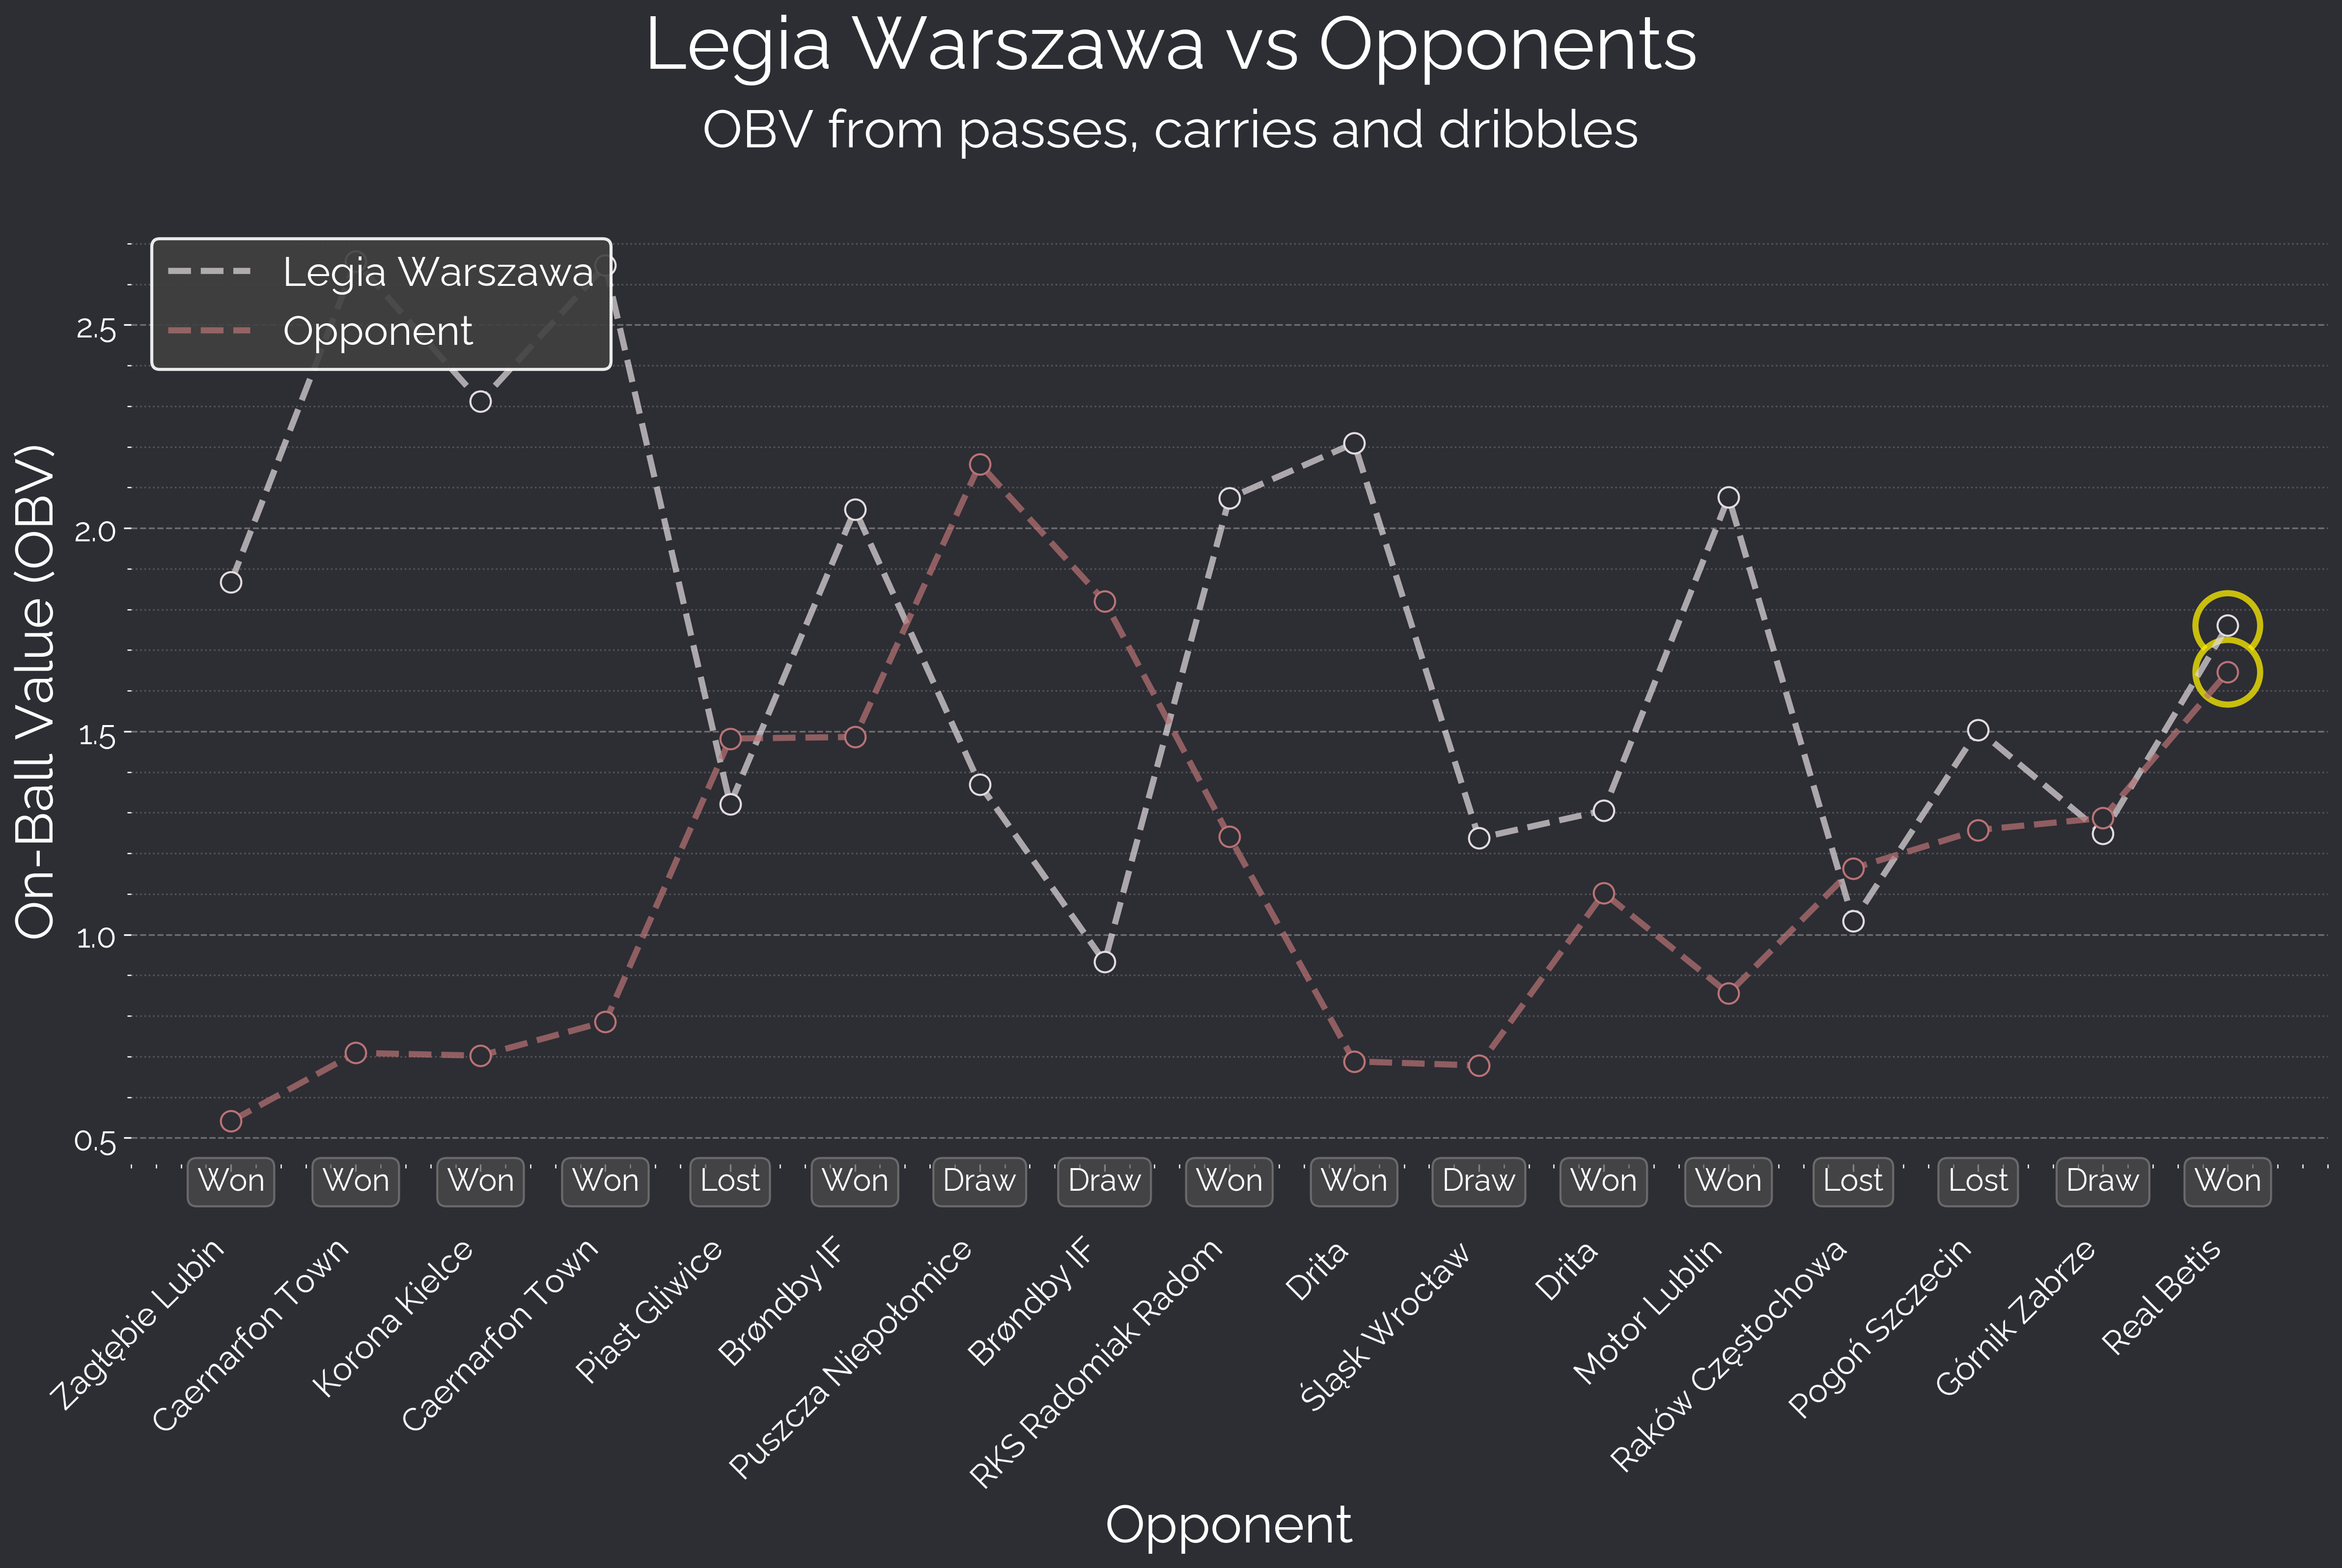 Legia Warszawa vs Opponents
OBV from passes, carries and dribbles
Legia Warszawa
Opponent
On-Ball Value (OBV)
2.5
2.0
1.5
1.0
0.5
Won Won Won Won Lost Won Draw Draw Won Won Draw Won Won Lost Lost Draw Won
Zagłębie Lubin
Caernarfon Town
Korona Kielce
Caernarfon Town
Piast Gliwice
Brøndby IF
Puszcza Niepołomice
Brøndby IF
RKS Radomiak Radom
Drita
Śląsk Wrocław
Drita
Motor Lublin
Raków Częstochowa
Pogoń Szczecin
Górnik Zabrze
Real Betis
Opponent